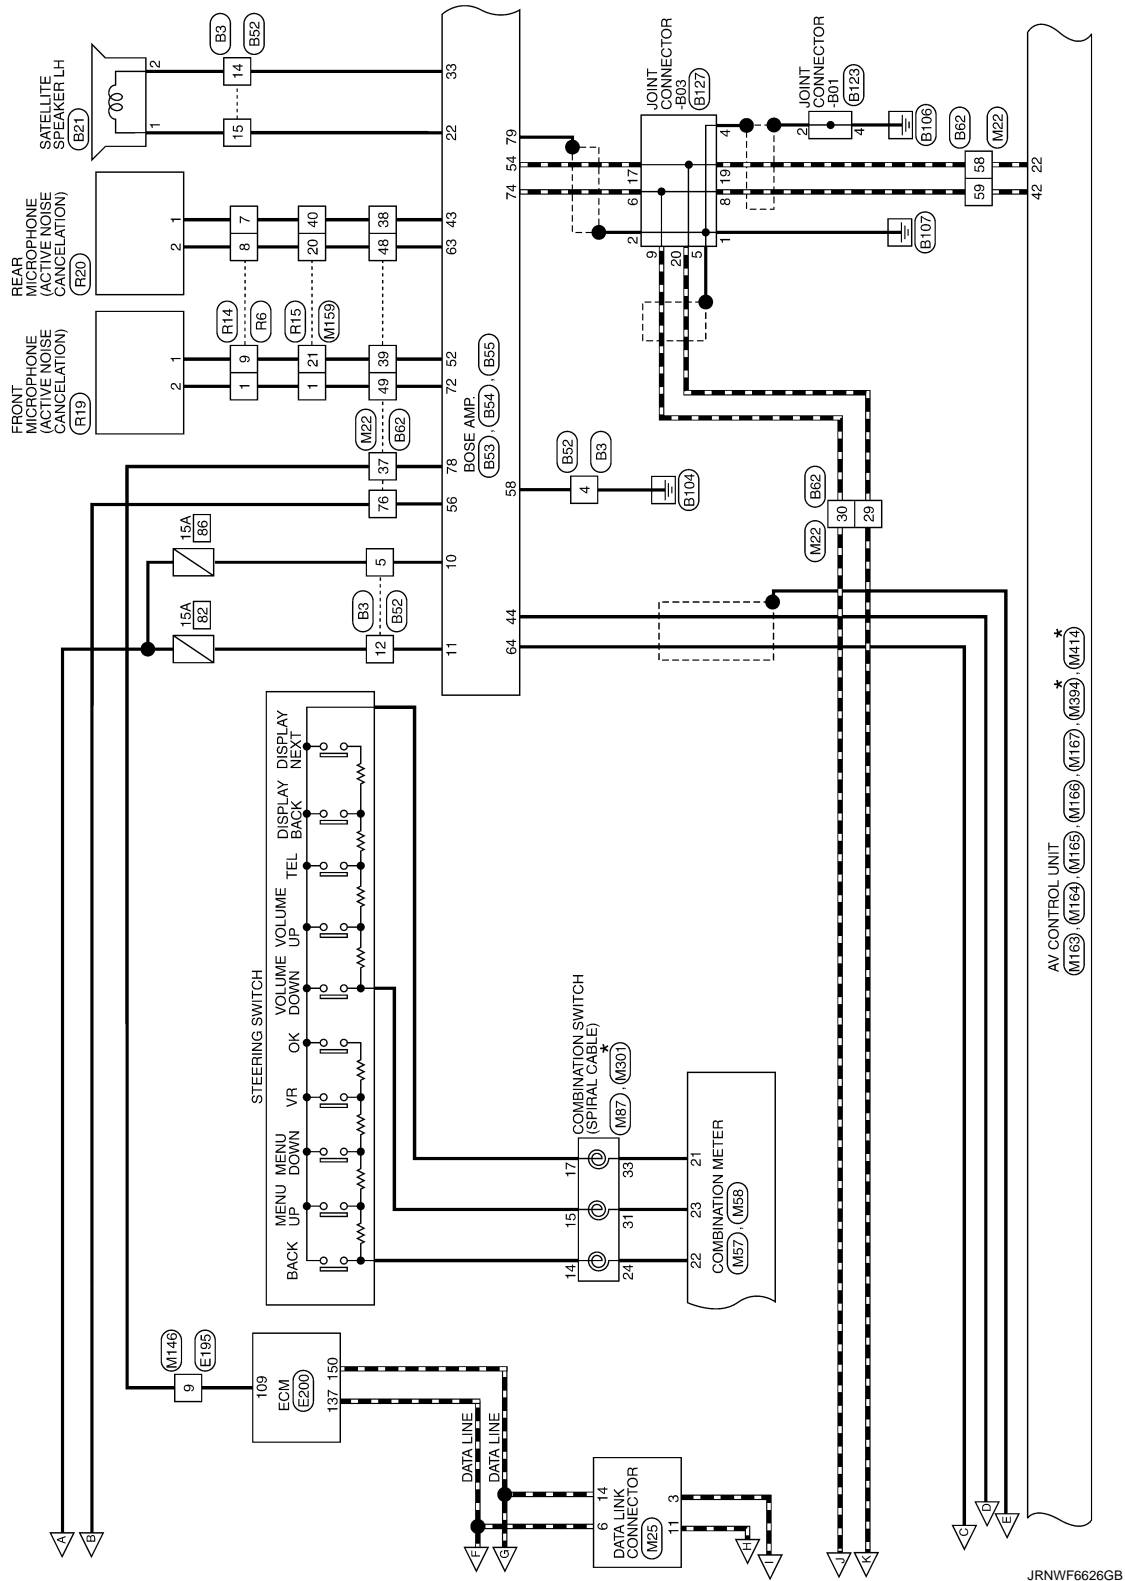 SATELLITE
SPEAKER LH
B21
1
2
B3
B52
15
14
22
33
REAR
MICROPHONE
(ACTIVE NOISE
CANCELATION)
R20
2
1
8
7
20
40
48
38
63
43
FRONT
MICROPHONE
(ACTIVE NOISE
CANCELATION)
R19
2
1
R14
R6
1
9
R15
M159
1
21
M22
B62
49
39
72
52
37
78
76
56
15A
86
5
10
15A
82
B3
B52
12
11
BOSE AMP.
B53 , B54 , B55
79
54
74
58
44
64
B52
B3
4
B104
JOINT
CONNECTOR
-B03
B127
17
6
2
4
19
8
1
9
20
5
JOINT
CONNECTOR
-B01
B123
2
4
B106
B107
B62
M22
58
59
22
42
M22
B62
30
29
STEERING SWITCH
BACK
MENU
UP
MENU
DOWN
VR
OK
VOLUME
DOWN
VOLUME
UP
TEL
DISPLAY
BACK
DISPLAY
NEXT
COMBINATION SWITCH
(SPIRAL CABLE)
M87 , M301 *
14
15
17
24
31
33
22
23
21
COMBINATION METER
M57 , M58
M146
E195
9
109
ECM
E200
137
150
DATA LINE
DATA LINE
6
14
DATA LINK
CONNECTOR
M25
11
3
AV CONTROL UNIT
M163 , M164 , M165 , M166 , M167 , M394 * , M414 *
A
B
F
G
H
I
J
K
C
D
E
JRNWF6626GB